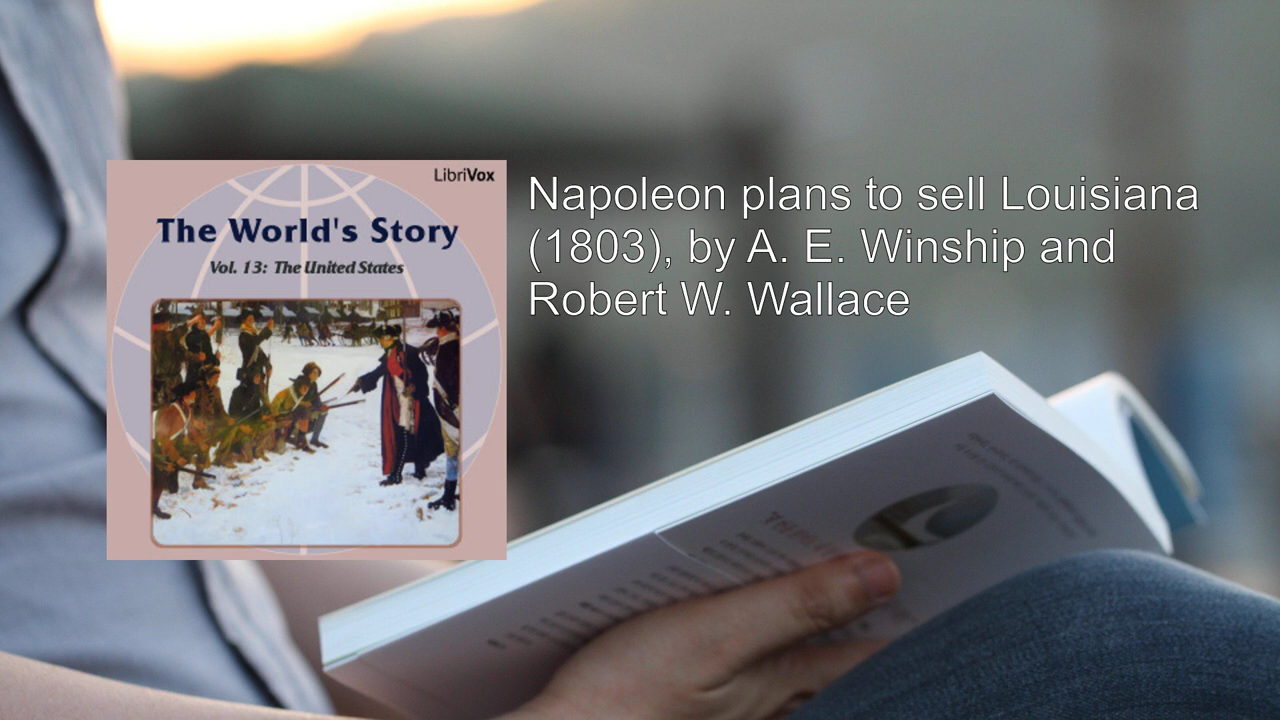 LibriVox
The World's Story
Vol. 13: The United States
Napoleon plans to sell Louisiana
(1803), by A. E. Winship and
Robert W. Wallace